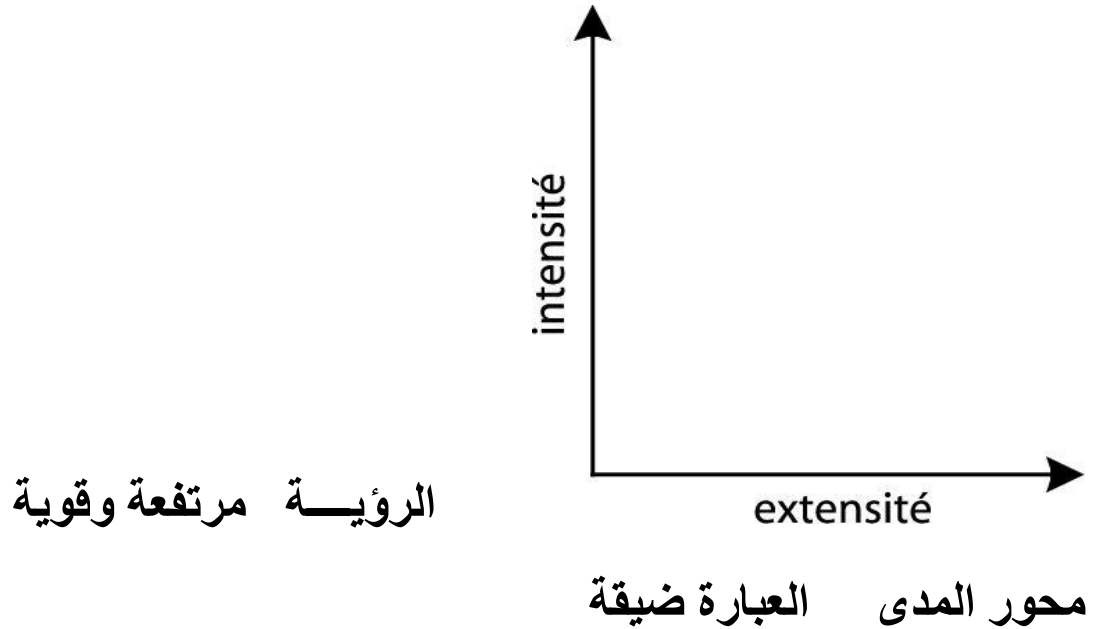 intensité
extensité
الرؤيـــة مرتفعة وقوية
محور المدى العبارة ضيقة